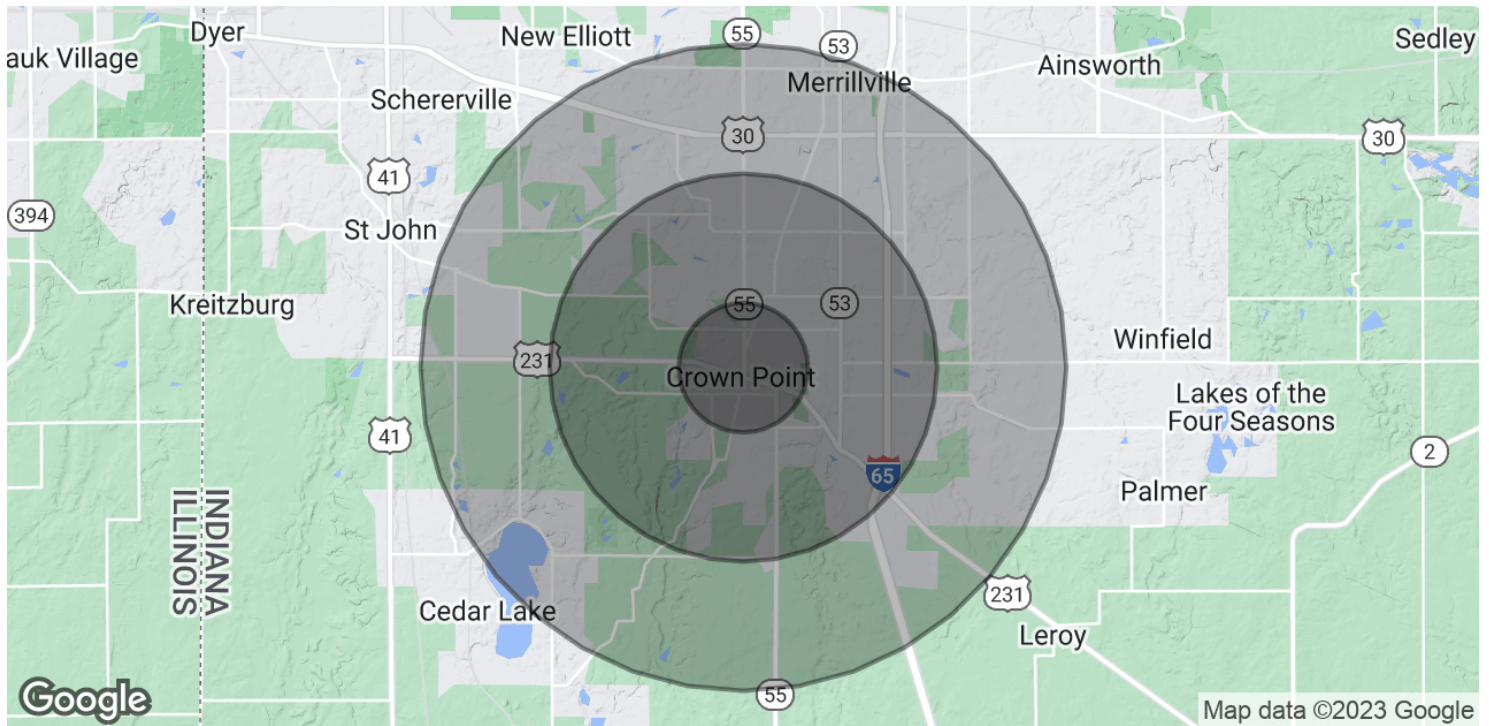 Dyer
New Elliott
55
53
Sedley
auk Village
Ainsworth
Merrillville
Schererville
30
30
41
394
St John
Kreitzburg
55
53
Winfield
231
Crown Point
Lakes of the
Four Seasons
41
2
65
Palmer
INDIANA
ILLINOIS
231
Cedar Lake
Leroy
55
Google
Map data ©2023 Google